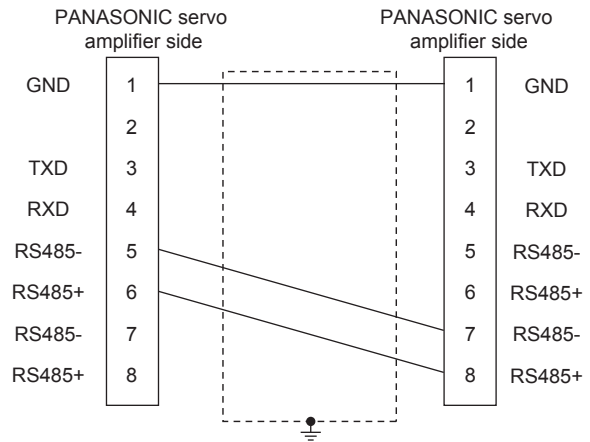 PANASONIC servo amplifier side PANASONIC servo amplifier side
GND 1 1 GND
2 2
TXD 3 3 TXD
RXD 4 4 RXD
RS485- 5 5 RS485-
RS485+ 6 6 RS485+
RS485- 7 7 RS485-
RS485+ 8 8 RS485+